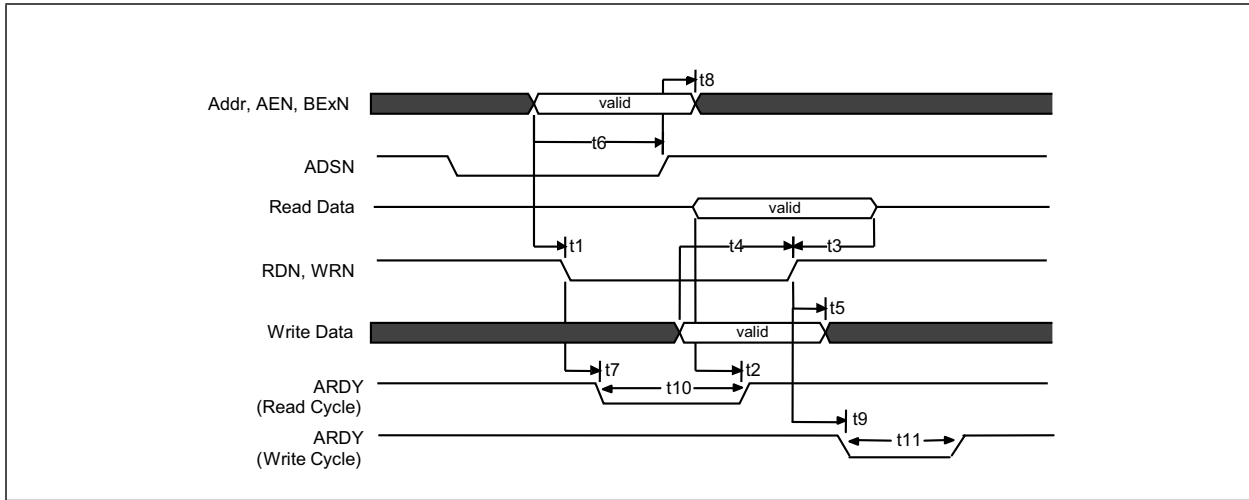 t8
Addr, AEN, BExN
valid
t6
ADSN
Read Data
valid
t1
t4
t3
RDN, WRN
t5
Write Data
valid
t7
t2
ARDY
(Read Cycle)
t10
t9
ARDY
(Write Cycle)
t11